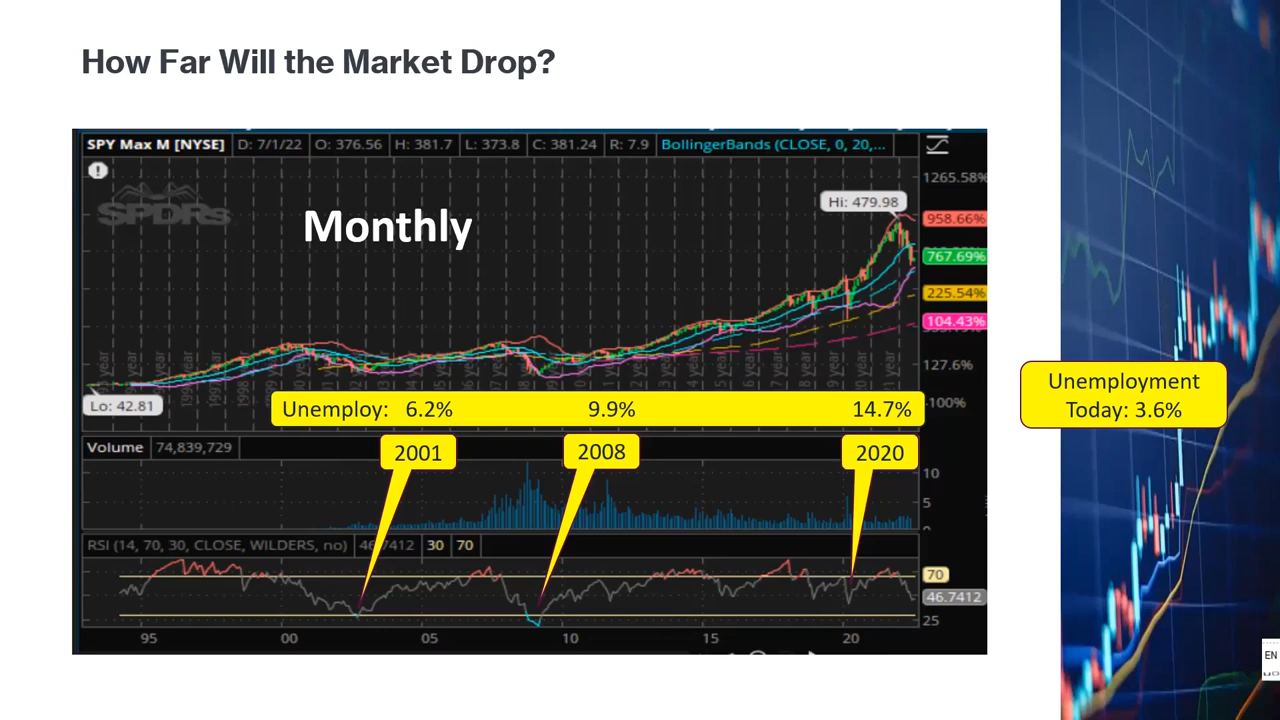 How Far Will the Market Drop?
SPY Max M [NYSE] D: 7/1/22 O: 376.56 H: 381.7 L: 373.8 C: 381.24 R: 7.9 BollingerBands (CLOSE, 0, 20,...
SPDRs
Monthly
Hi: 479.98
1265.58%
958.66%
767.69%
225.54%
104.43%
127.6%
100%
Lo: 42.81
Unemploy: 6.2% 9.9% 14.7%
Unemployment
Today: 3.6%
2001 2008 2020
Volume 74,839,729
10
5
RSI (14, 70, 30, CLOSE, WILDERS, no) 46.7412 30 70
70
46.7412
25
95 00 05 10 15 20
EN